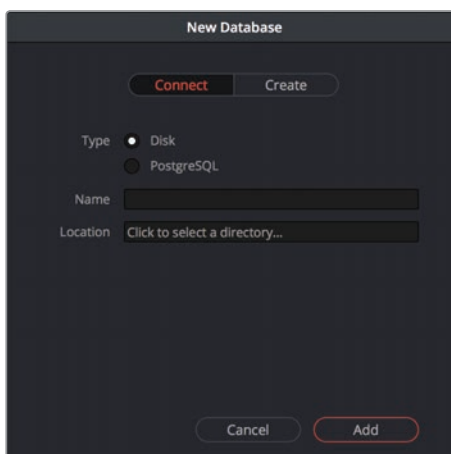 New Database
Connect Create
Type Disk
PostgreSQL
Name
Location Click to select a directory...
Cancel Add